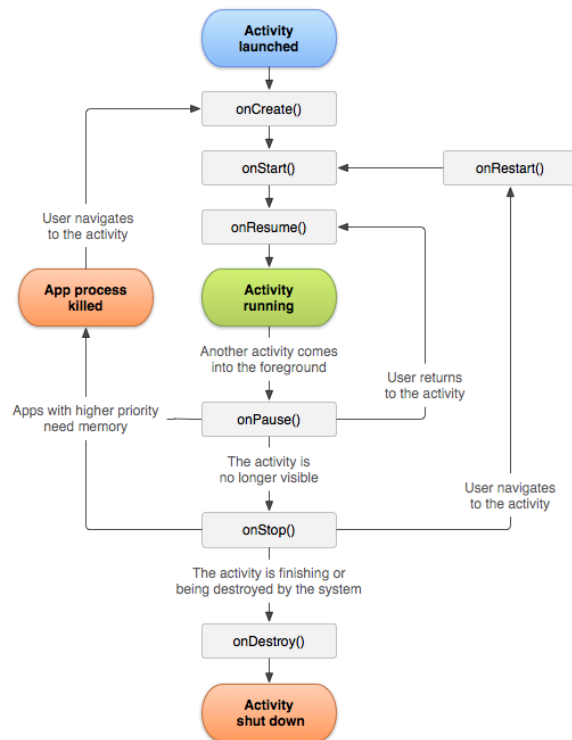 Activity
launched
onCreate()
onStart()
onRestart()
User navigates
to the activity
onResume()
App process
killed
Activity
running
Another activity comes
into the foreground
User returns
to the activity
Apps with higher priority
need memory
onPause()
The activity is
no longer visible
User navigates
to the activity
onStop()
The activity is finishing or
being destroyed by the system
onDestroy()
Activity
shut down